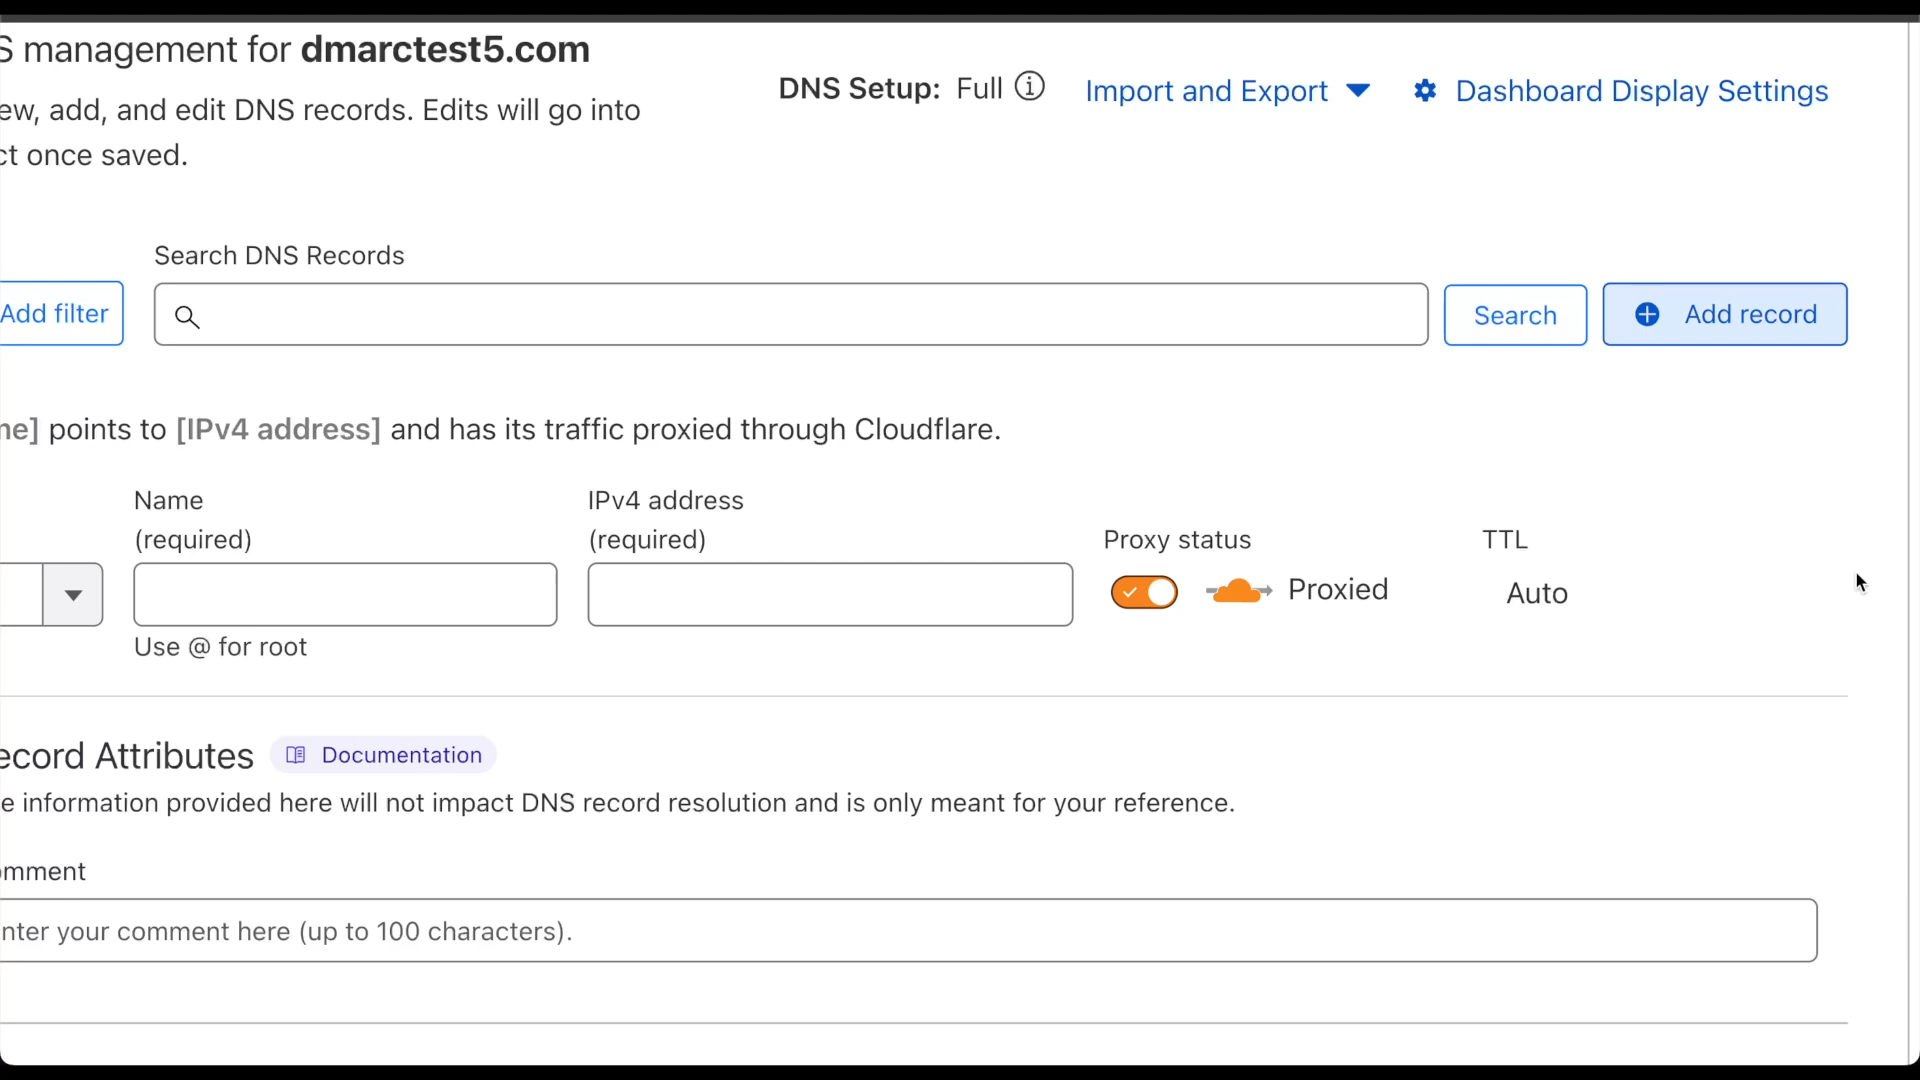 S management for dmarctest5.com
DNS Setup: Full
Import and Export
Dashboard Display Settings
ew, add, and edit DNS records. Edits will go into
ct once saved.
Search DNS Records
Add filter
Search
Add record
ne] points to [IPv4 address] and has its traffic proxied through Cloudflare.
Name
(required)
IPv4 address
(required)
Proxy status
TTL
Proxied
Auto
Use @ for root
ecord Attributes
Documentation
e information provided here will not impact DNS record resolution and is only meant for your reference.
omment
nter your comment here (up to 100 characters).